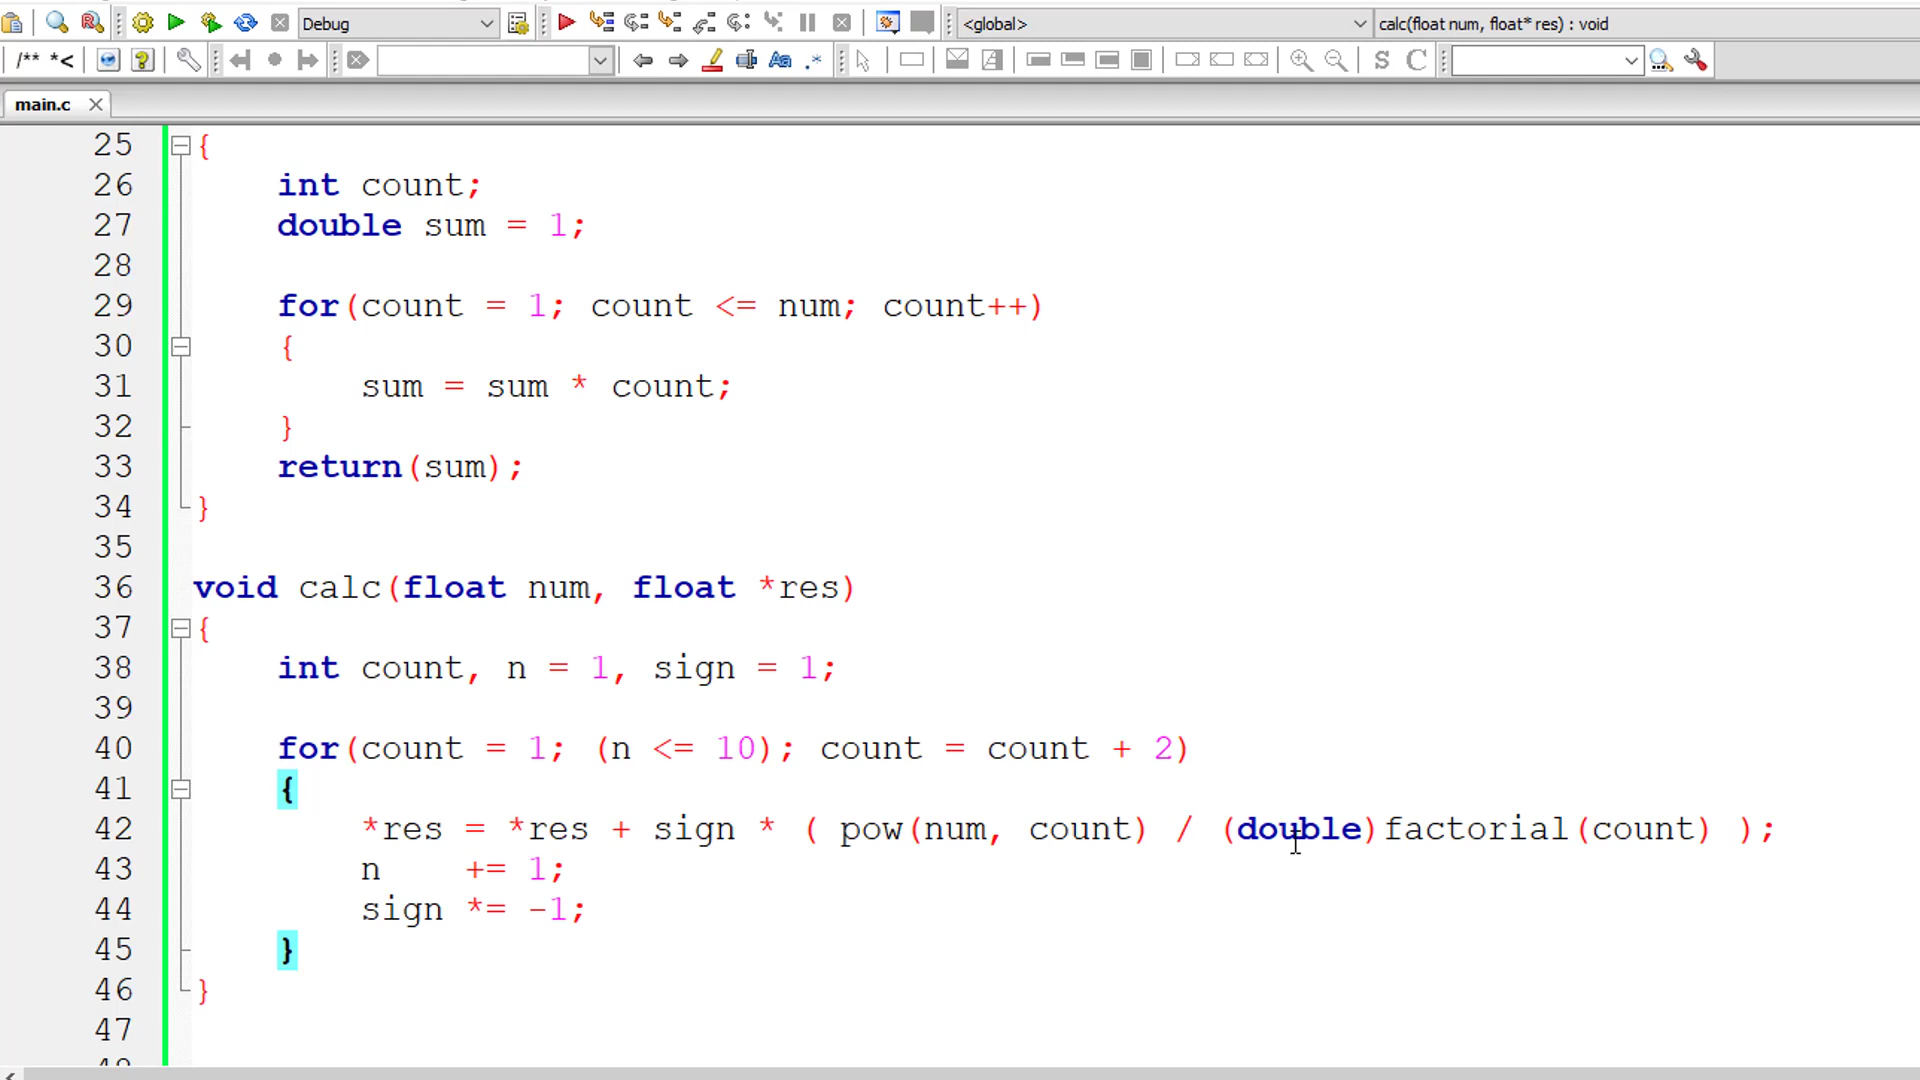 Debug
<global>
calc(float num, float* res) : void
/** *<
Aa
.*
S
C
main.c
25 {
26 int count;
27 double sum = 1;
28
29 for(count = 1; count <= num; count++)
30 {
31 sum = sum * count;
32 }
33 return(sum);
34 }
35
36 void calc(float num, float *res)
37 {
38 int count, n = 1, sign = 1;
39
40 for(count = 1; (n <= 10); count = count + 2)
41 {
42 *res = *res + sign * ( pow(num, count) / (double)factorial(count) );
43 n += 1;
44 sign *= -1;
45 }
46 }
47